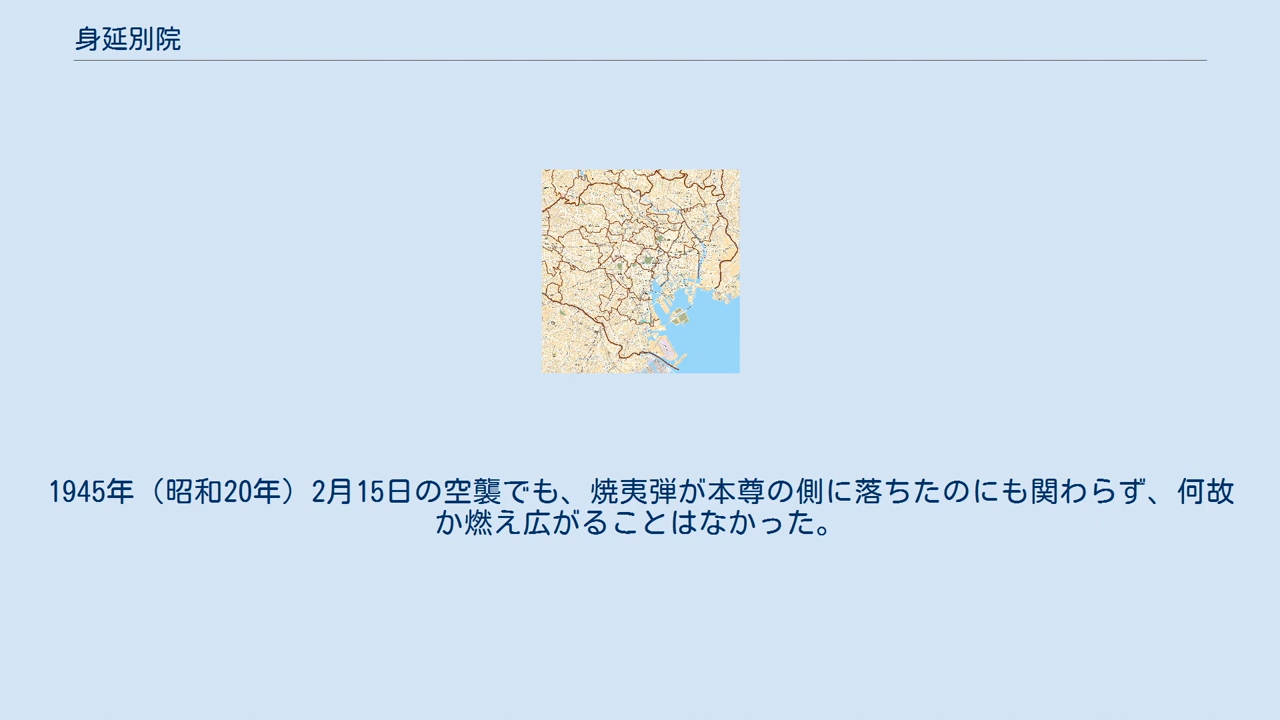 身延別院
1945年（昭和20年）2月15日の空襲でも、焼夷弾が本尊の側に落ちたのにも関わらず、何故
か燃え広がることはなかった。